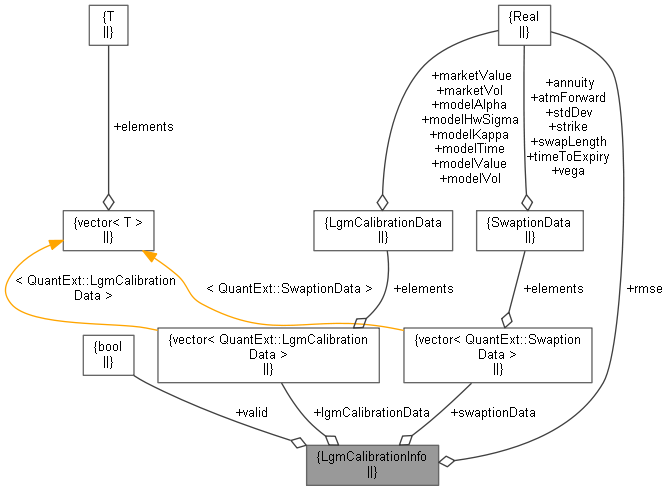 {T
||}
{Real
||}
+marketValue
+marketVol
+modelAlpha
+modelHwSigma
+modelKappa
+modelTime
+modelValue
+modelVol
+annuity
+atmForward
+stdDev
+strike
+swapLength
+timeToExpiry
+vega
+elements
{vector< T >
||}
{LgmCalibrationData
||}
{SwaptionData
||}
< QuantExt::LgmCalibration
Data >
< QuantExt::SwaptionData >
+elements
+elements
+rmse
{bool
||}
{vector< QuantExt::LgmCalibration
Data >
||}
{vector< QuantExt::Swaption
Data >
||}
+valid
+lgmCalibrationData
+swaptionData
{LgmCalibrationInfo
||}